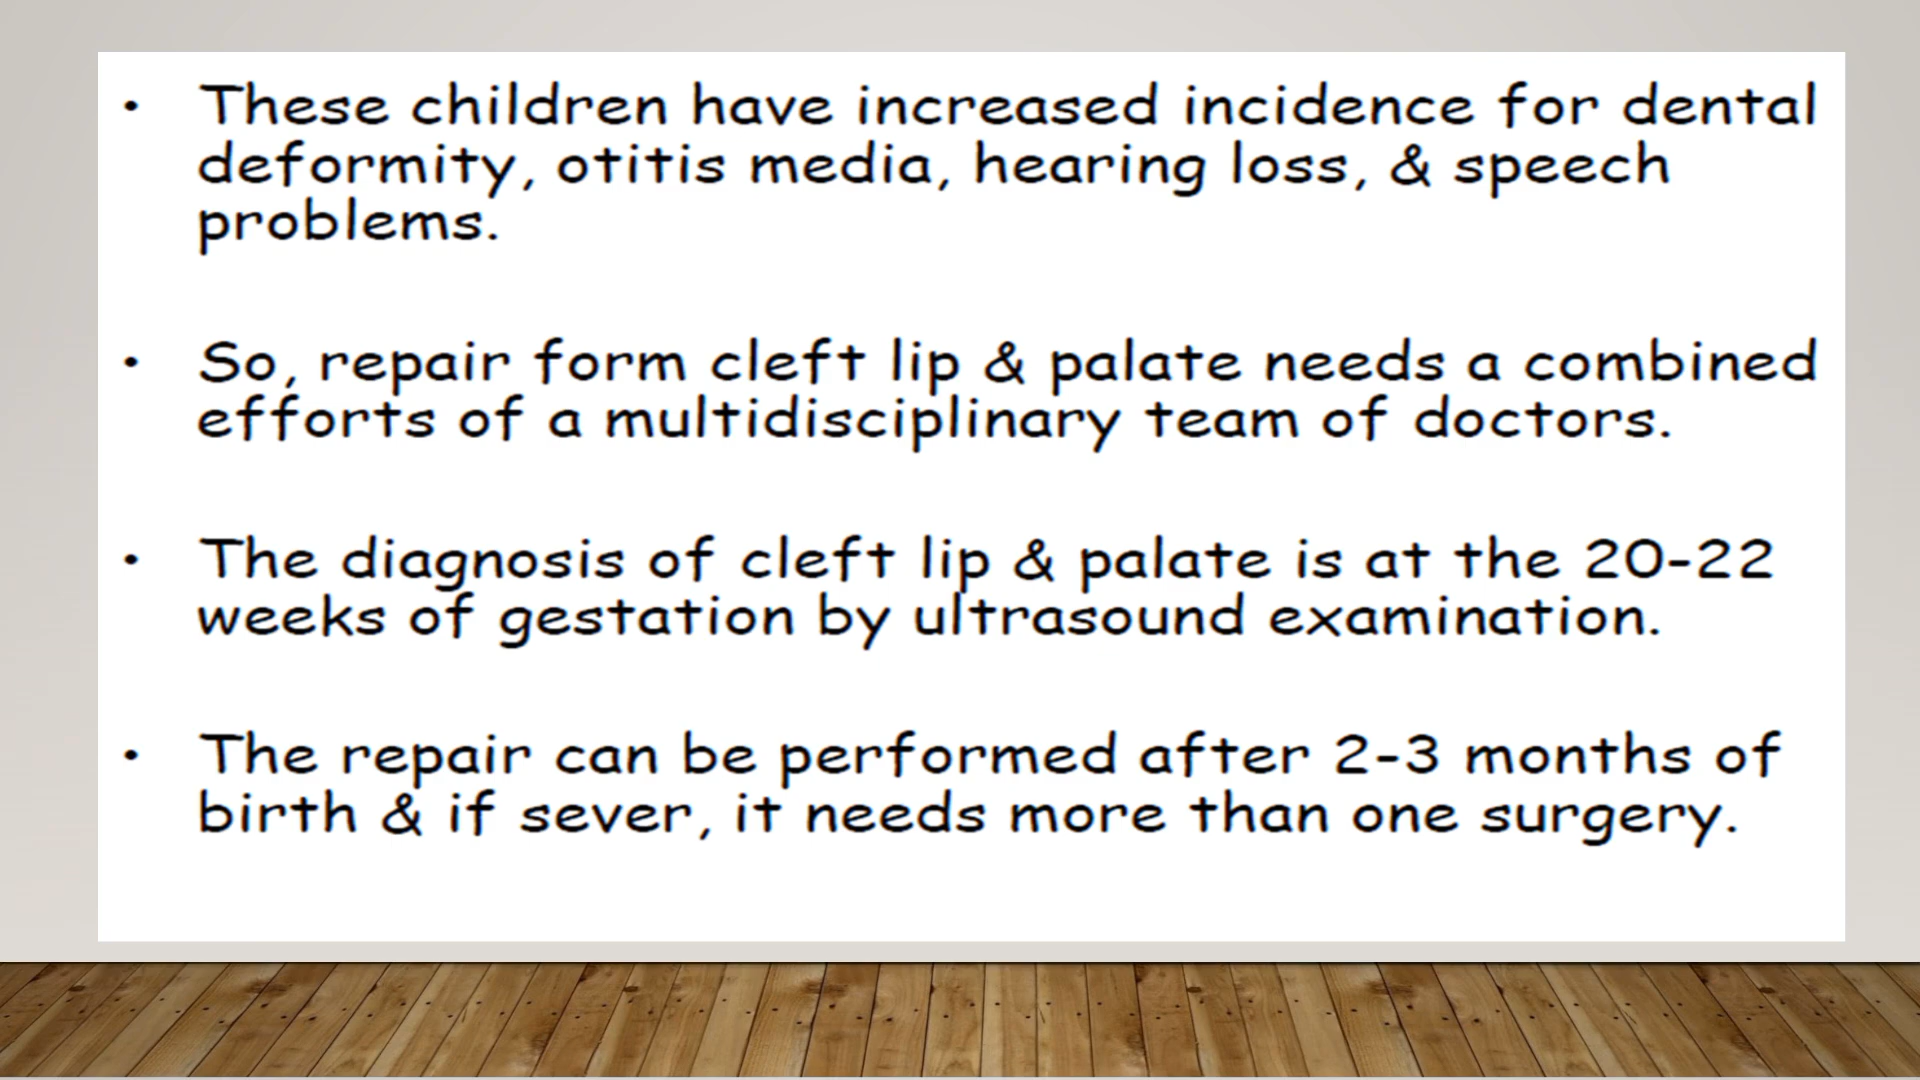 • These children have increased incidence for dental
deformity, otitis media, hearing loss, & speech
problems.
• So, repair form cleft lip & palate needs a combined
efforts of a multidisciplinary team of doctors.
• The diagnosis of cleft lip & palate is at the 20-22
weeks of gestation by ultrasound examination.
• The repair can be performed after 2-3 months of
birth & if sever, it needs more than one surgery.